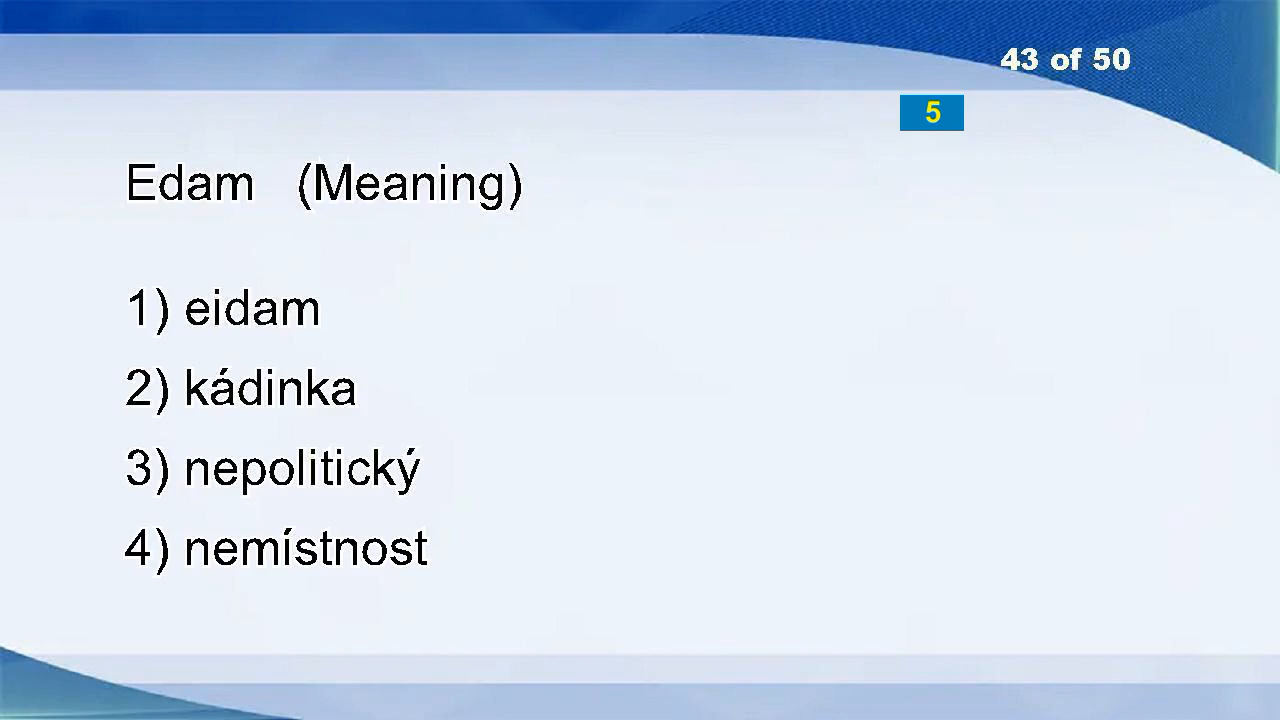 43 of 50
5
Edam (Meaning)
1) eidam
2) kádinka
3) nepolitický
4) nemístnost